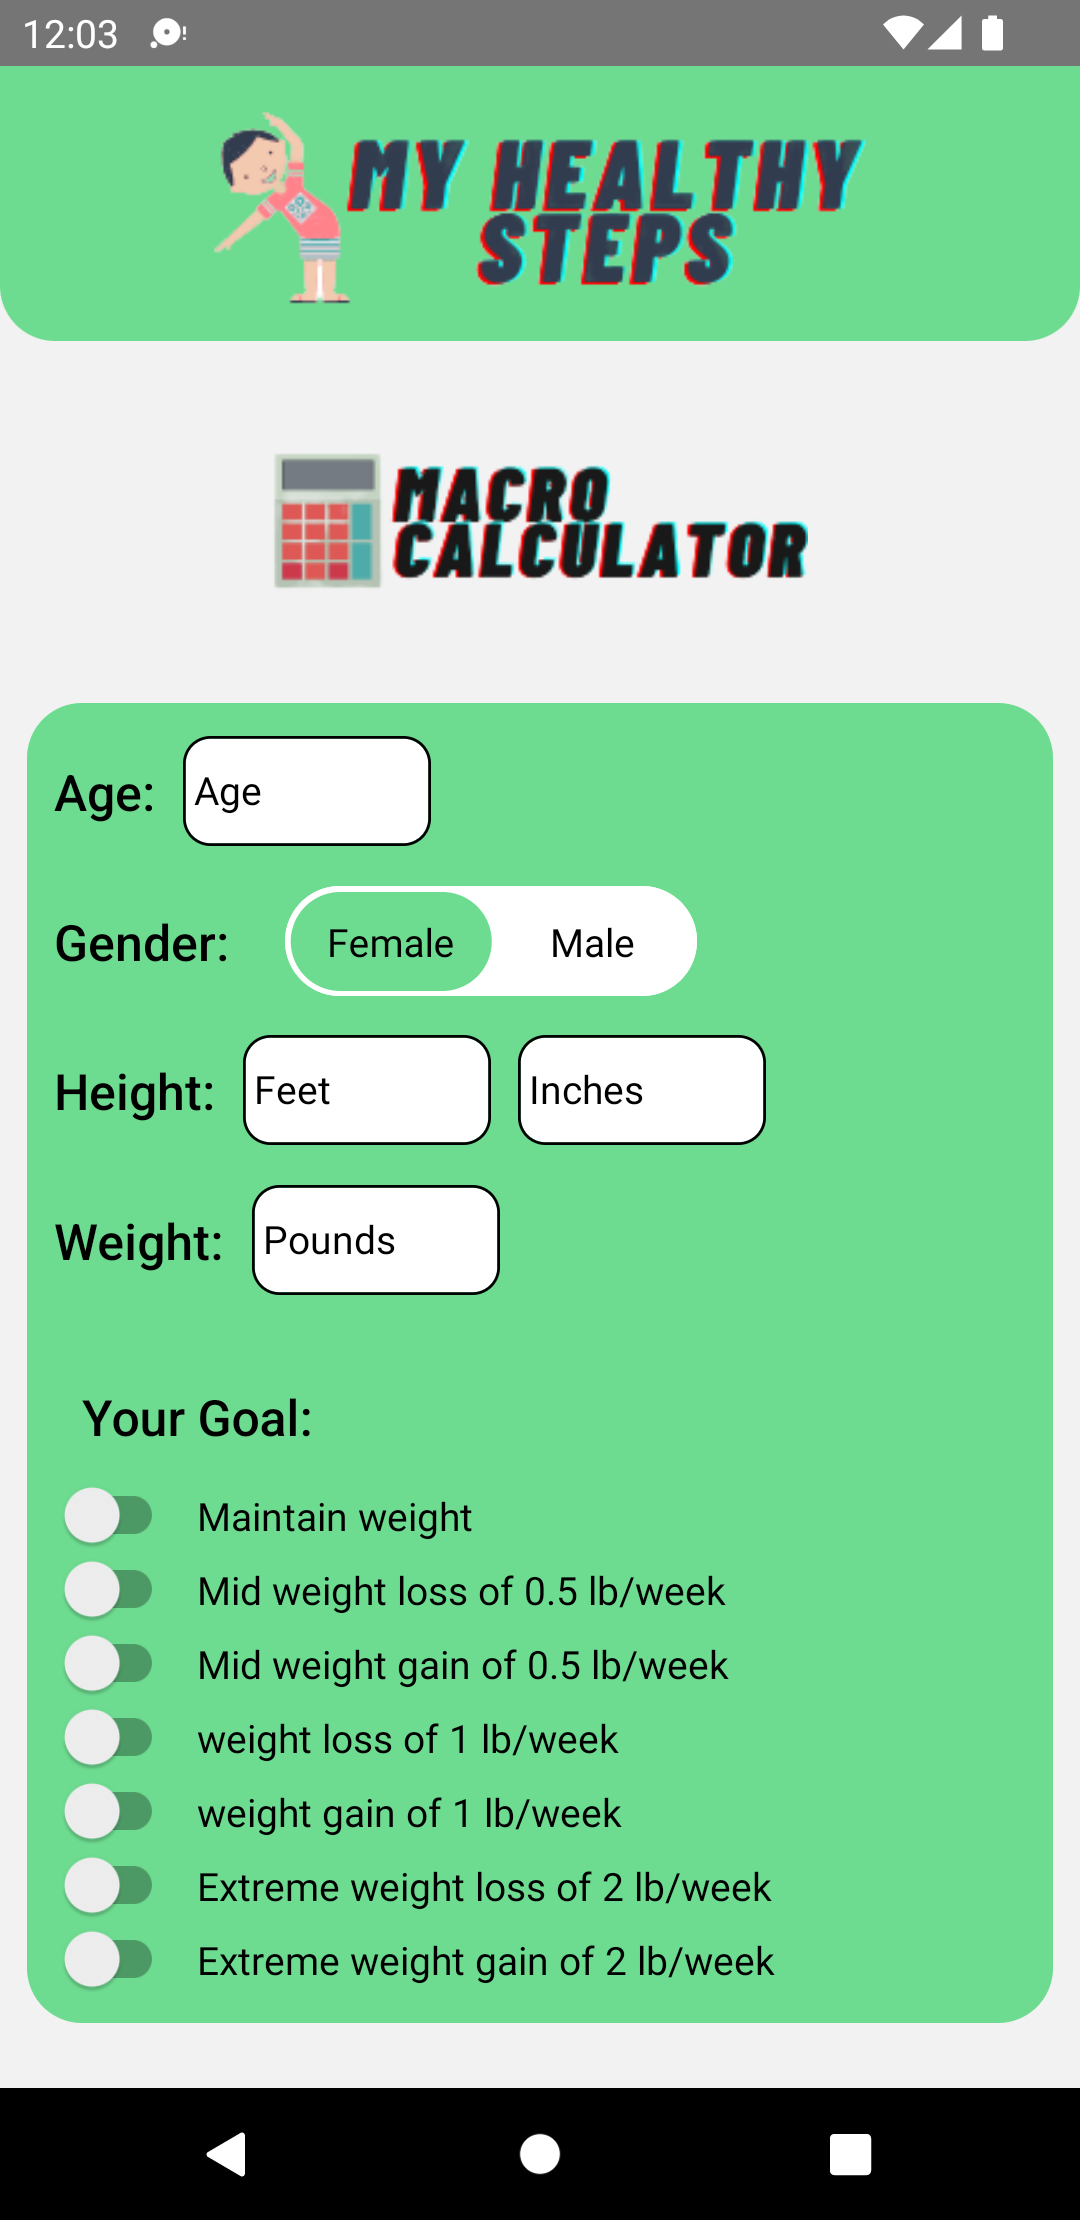 12:03
MY HEALTHY
STEPS
MACRO
CALCULATOR
Age: Age
Gender: Female Male
Height: Feet Inches
Weight: Pounds
Your Goal:
Maintain weight
Mid weight loss of 0.5 lb/week
Mid weight gain of 0.5 lb/week
weight loss of 1 lb/week
weight gain of 1 lb/week
Extreme weight loss of 2 lb/week
Extreme weight gain of 2 lb/week